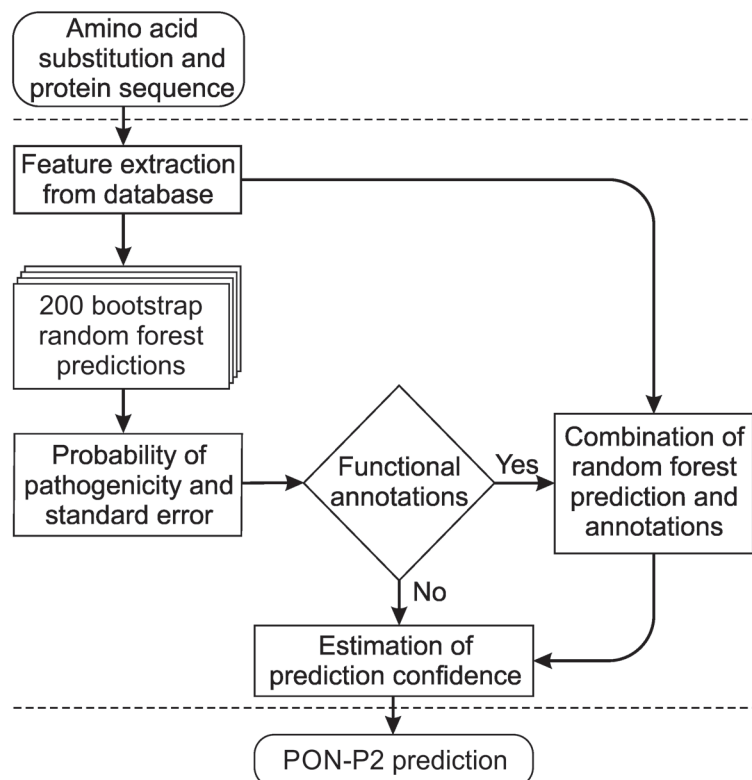 Amino acid
substitution and
protein sequence
Feature extraction
from database
200 bootstrap
random forest
predictions
Probability of
pathogenicity and
standard error
Functional
annotations
Yes
Combination of
random forest
prediction and
annotations
No
Estimation of
prediction confidence
PON-P2 prediction